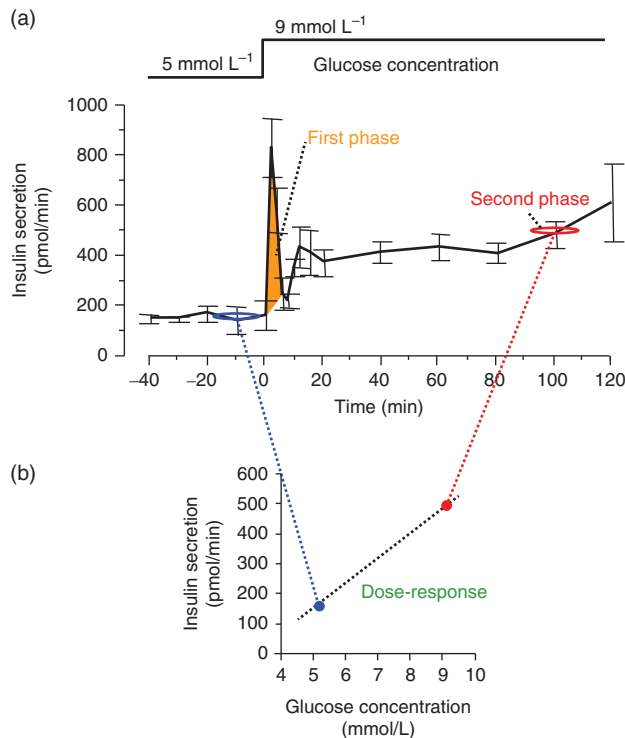 (a)
9 mmol L⁻¹
5 mmol L⁻¹
Glucose concentration
1000
800
600
400
200
0
Insulin secretion
(pmol/min)
First phase
Second phase
−40
−20
0
20
40
60
80
100
120
Time (min)
(b)
600
500
400
300
200
100
0
Insulin secretion
(pmol/min)
Dose-response
4
5
6
7
8
9
10
Glucose concentration
(mmol/L)